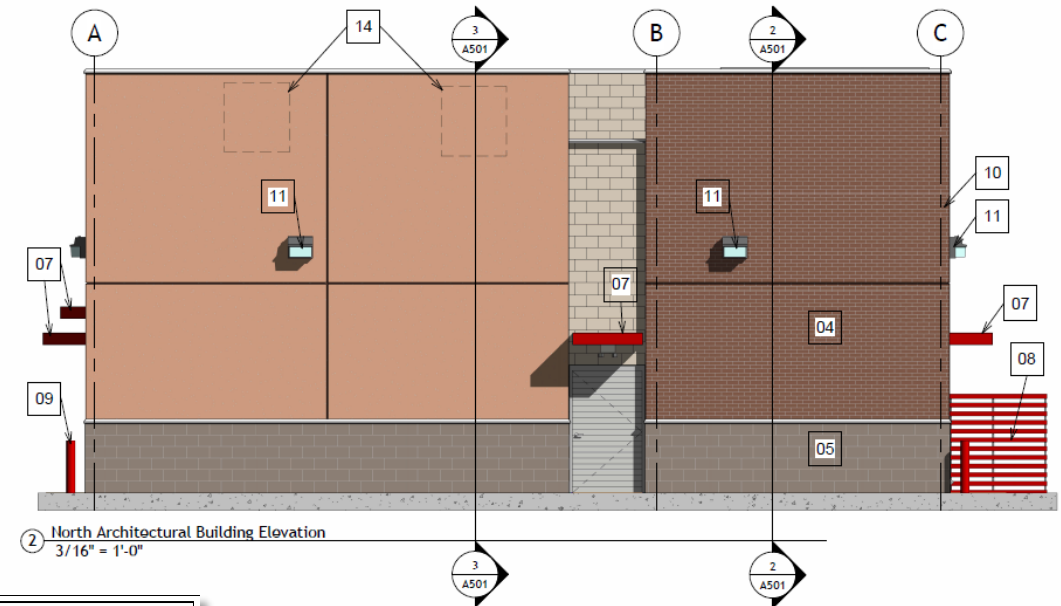 A
14
3
A501
B
2
A501
C
10
11
11
11
07
07
07
04
08
09
05
2
North Architectural Building Elevation
3/16" = 1'-0"
3
A501
2
A501